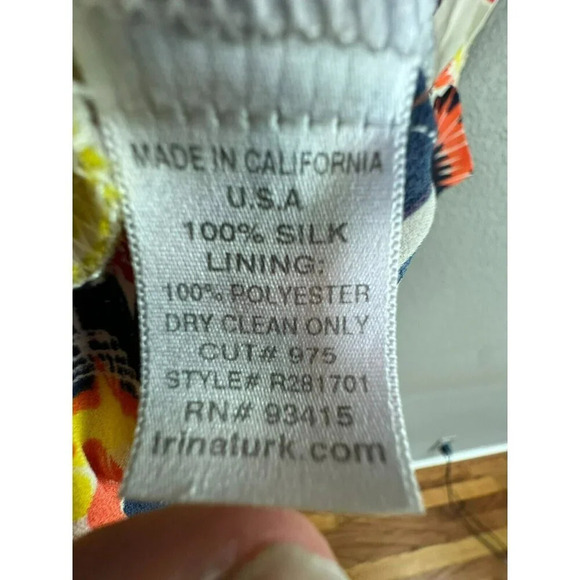 MADE IN CALIFORNIA
U.S.A
100% SILK
LINING:
100% POLYESTER
DRY CLEAN ONLY
CUT# 975
STYLE# R281701
RN# 93415
trinaturk.com